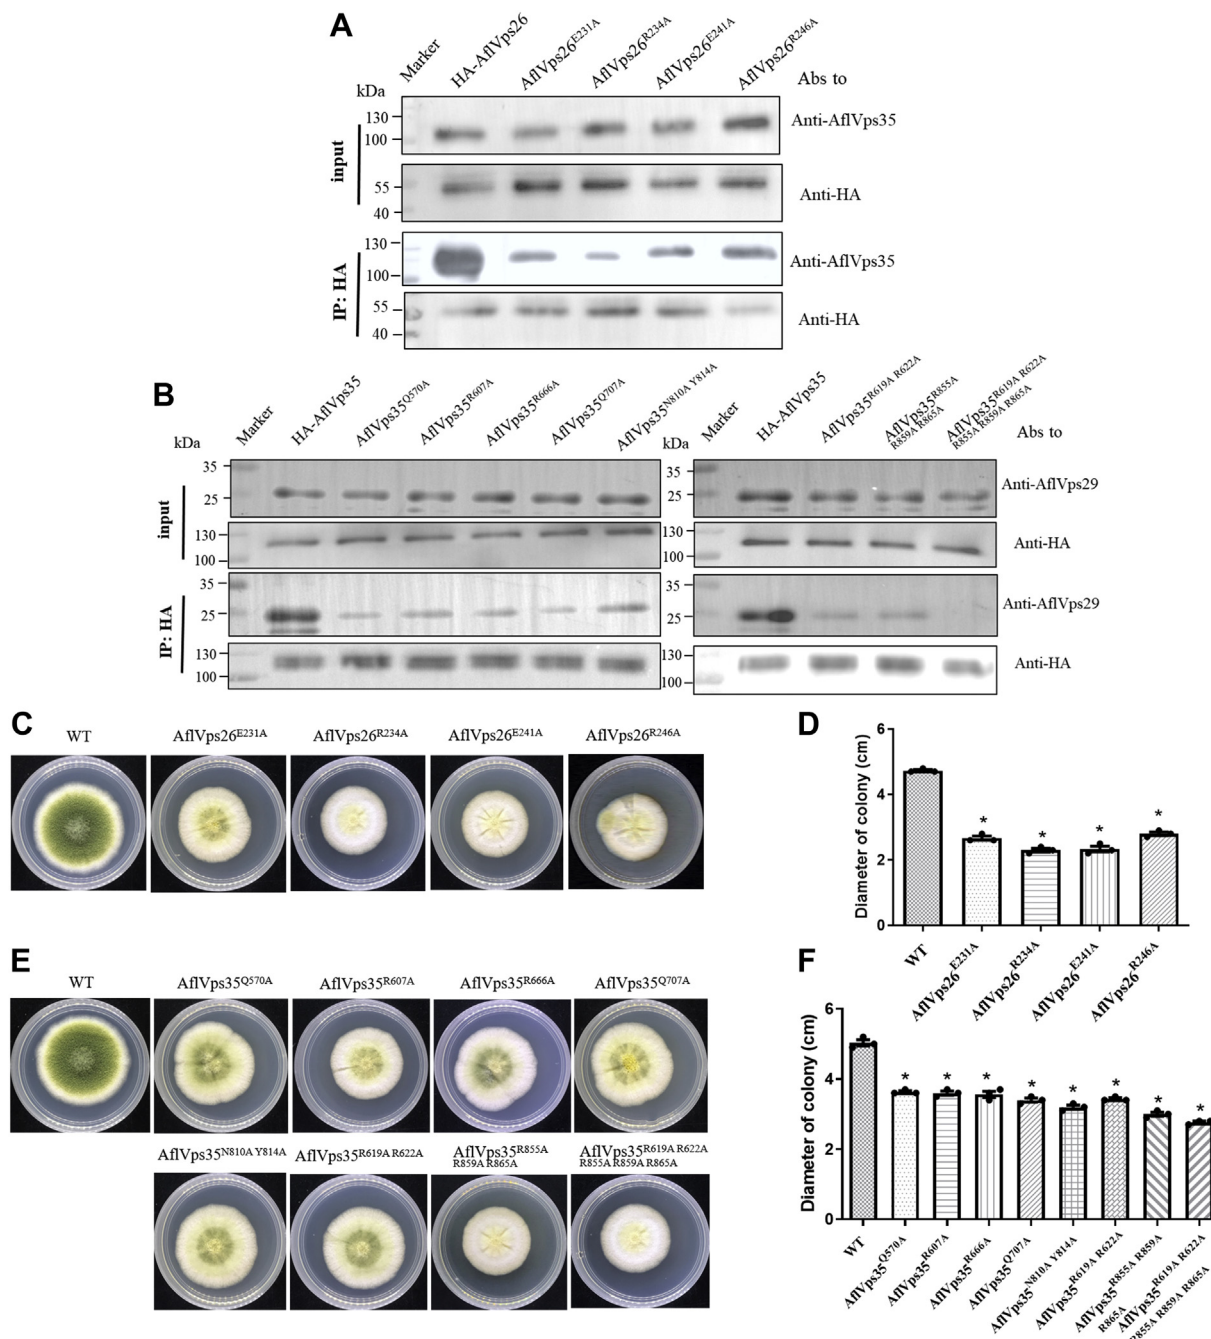 A
Marker
HA-AflVps26
AflVps26E231A
AflVps26R234A
AflVps26E241A
AflVps26R246A
Abs to
kDa
input
130
100
Anti-AflVps35
55
40
Anti-HA
IP: HA
130
100
Anti-AflVps35
55
40
Anti-HA
B
kDa
Marker
HA-AflVps35
AflVps35Q570A
AflVps35R607A
AflVps35R666A
AflVps35Q707A
AflVps35N810A Y814A
kDa
Marker
HA-AflVps35
AflVps35R619A R622A
AflVps35R855A
R859A R865A
AflVps35R619A R622A
R855A R859A R865A
Abs to
input
35
25
35
25
Anti-AflVps29
130
100
130
100
Anti-HA
IP: HA
35
25
35
25
Anti-AflVps29
130
100
130
100
Anti-HA
C
WT
AflVps26E231A
AflVps26R234A
AflVps26E241A
AflVps26R246A
D
Diameter of colony (cm)
6
4
2
0
*
*
*
*
WT
AflVps26E231A
AflVps26R234A
AflVps26E241A
AflVps26R246A
E
WT
AflVps35Q570A
AflVps35R607A
AflVps35R666A
AflVps35Q707A
AflVps35N810A Y814A
AflVps35R619A R622A
AflVps35R855A
R859A R865A
AflVps35R619A R622A
R855A R859A R865A
F
Diameter of colony (cm)
6
4
2
0
*
*
*
*
*
*
*
*
WT
AflVps35Q570A
AflVps35R607A
AflVps35R666A
AflVps35Q707A
AflVps35N810A Y814A
AflVps35R619A R622A
AflVps35R855A R859A
R865A
AflVps35R619A R622A
R855A R859A R865A